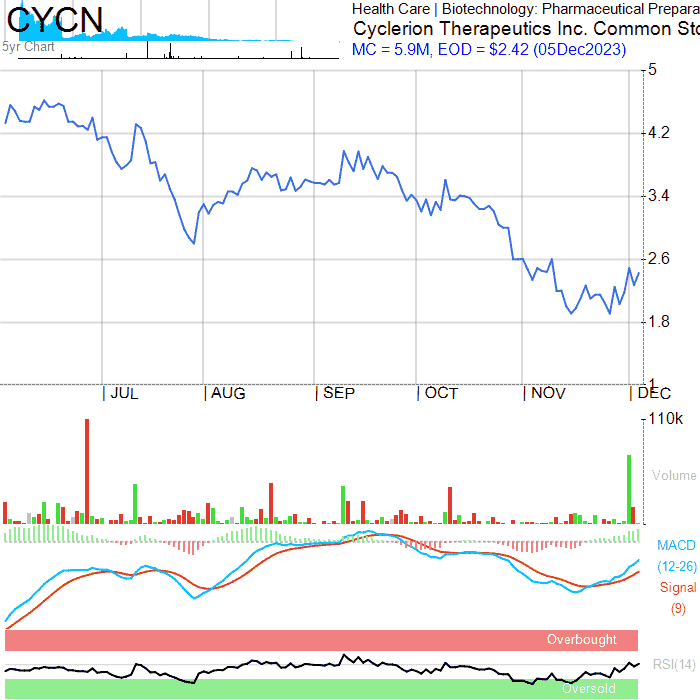 CYCN
5yr Chart
Health Care | Biotechnology: Pharmaceutical Prepara
Cyclerion Therapeutics Inc. Common Sto
MC = 5.9M, EOD = $2.42 (05Dec2023)
5
4.2
3.4
2.6
1.8
1
| JUL | AUG | SEP | OCT | NOV | DEC
110k
Volume
MACD
(12-26)
Signal
(9)
Overbought
RSI(14)
Oversold